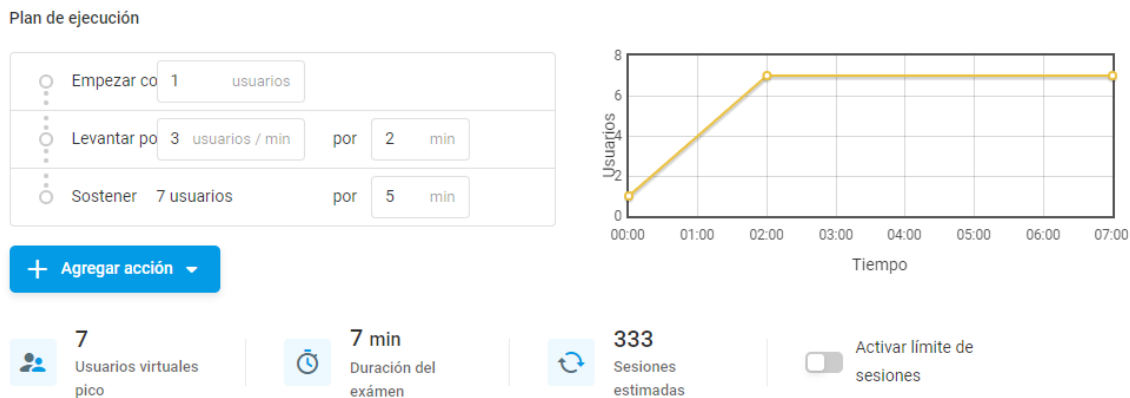 Plan de ejecución
Empezar co 1 usuarios
Levantar po 3 usuarios / min por 2 min
Sostener 7 usuarios por 5 min
Agregar acción
8
6
4
2
0
Usuarios
00:00 01:00 02:00 03:00 04:00 05:00 06:00 07:00
Tiempo
7
Usuarios virtuales
pico
7 min
Duración del
exámen
333
Sesiones
estimadas
Activar límite de
sesiones